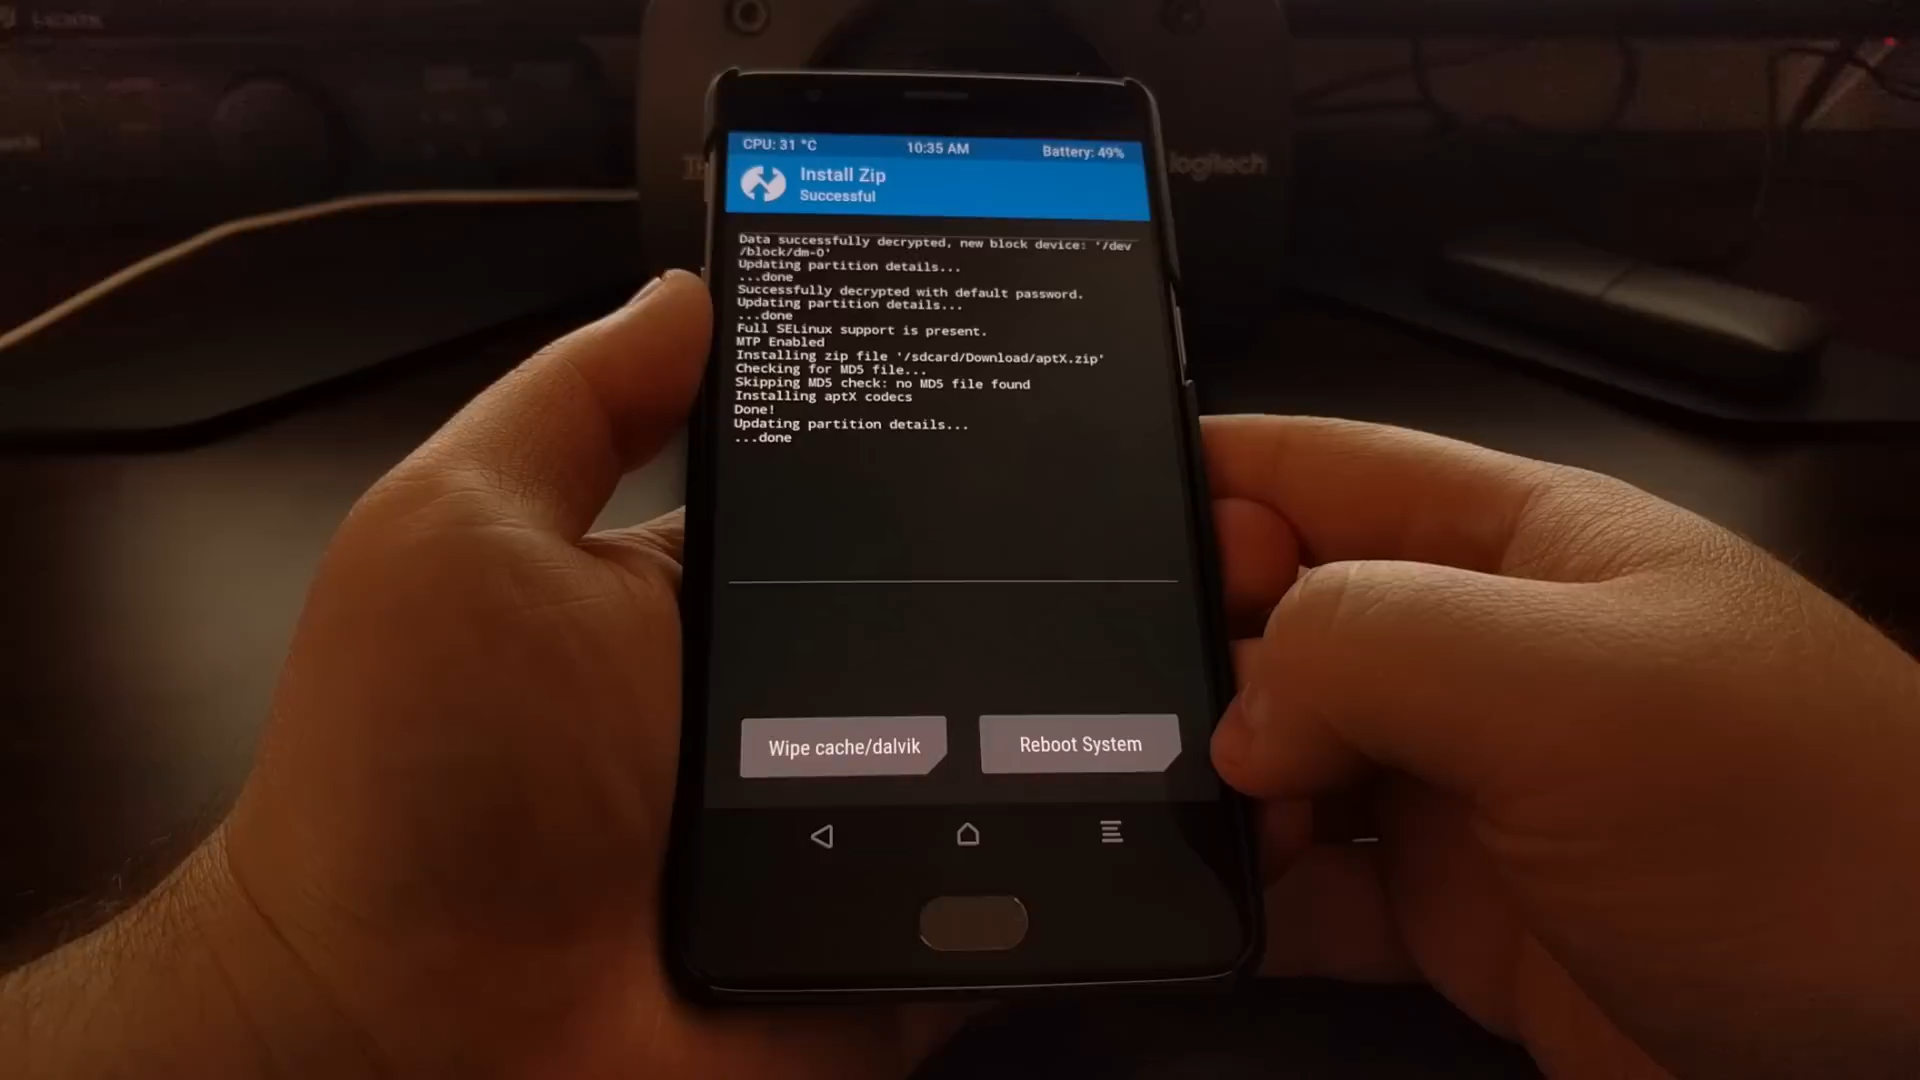 CPU: 31 °C
10:35 AM
Battery: 49%
Install Zip
Successful
logitech
Data successfully decrypted, new block device: '/dev
/block/dm-0'
Updating partition details...
...done
Successfully decrypted with default password.
Updating partition details...
...done
Full SELinux support is present.
MTP Enabled
Installing zip file '/sdcard/Download/aptX.zip'
Checking for MD5 file...
Skipping MD5 check: no MD5 file found
Installing aptX codecs
Done!
Updating partition details...
...done
Wipe cache/dalvik
Reboot System